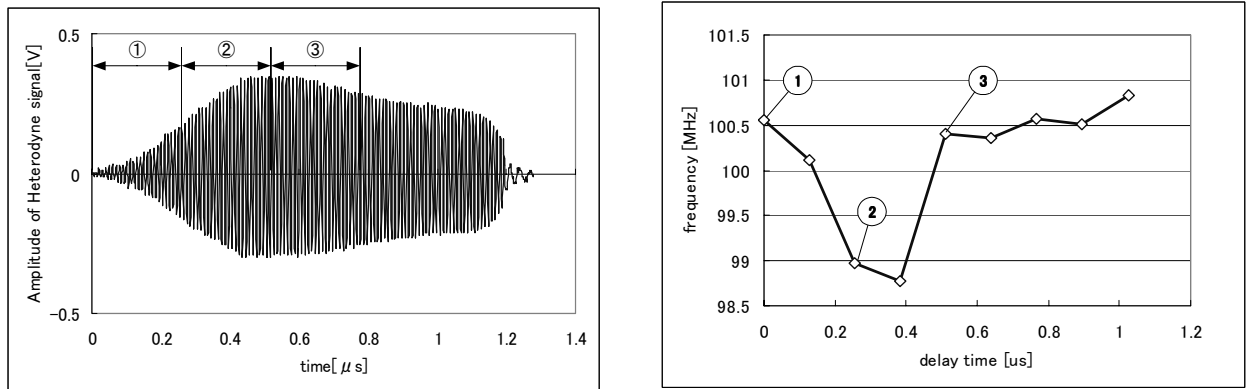 0.5
① ② ③
0
−0.5
Amplitude of Heterodyne signal[V]
0 0.2 0.4 0.6 0.8 1 1.2 1.4
time[μs]
101.5
101
100.5
100
99.5
99
98.5
frequency [MHz]
1
2
3
0 0.2 0.4 0.6 0.8 1 1.2
delay time [us]